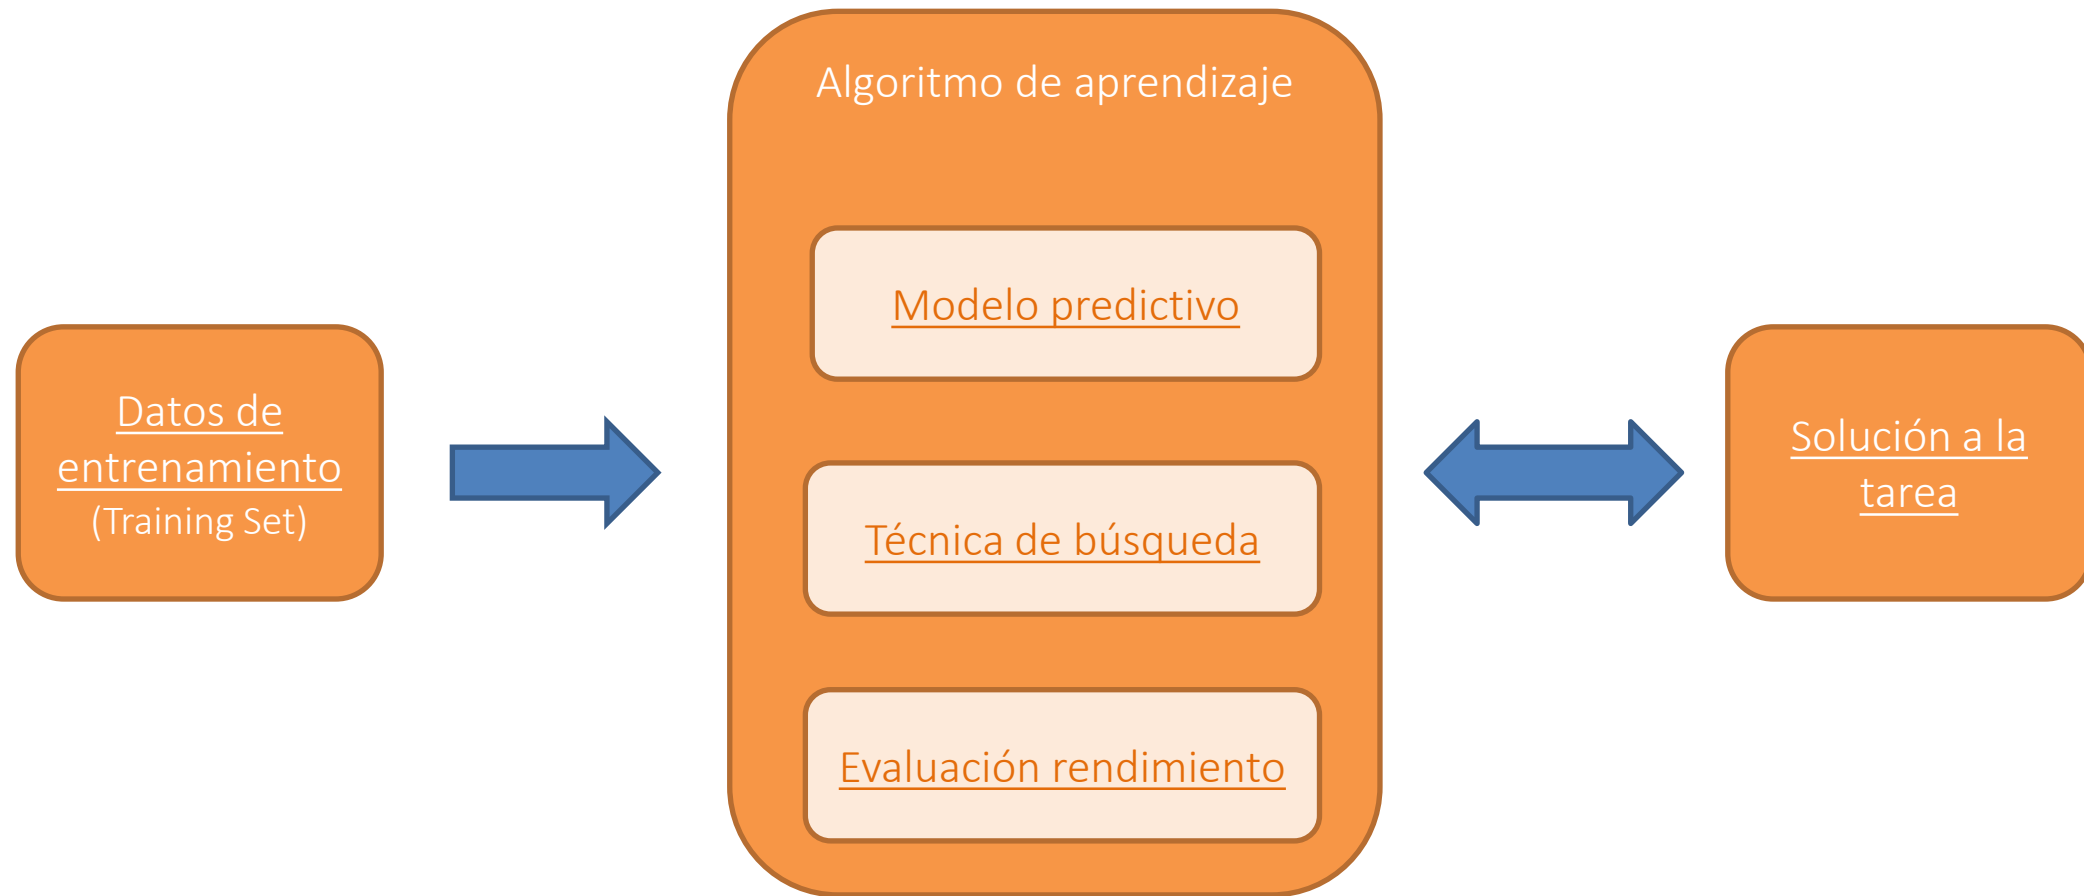 Algoritmo de aprendizaje
Modelo predictivo
Datos de
entrenamiento
(Training Set)
Técnica de búsqueda
Evaluación rendimiento
Solución a la
tarea